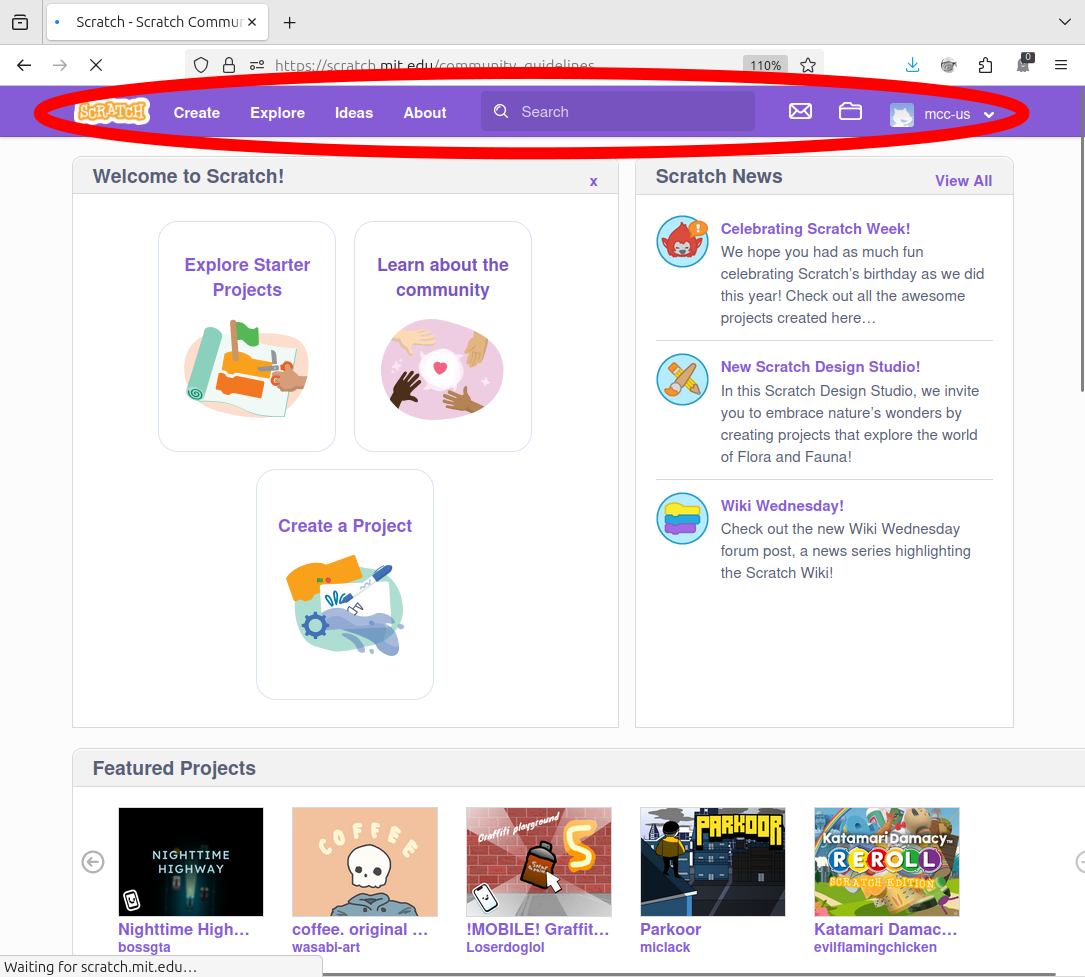 Scratch - Scratch Commu
https://scratch.mit.edu/community_guidelines
110%
0
SCRATCH
Create
Explore
Ideas
About
Search
mcc-us
Welcome to Scratch!
x
Explore Starter
Projects
Learn about the
community
Create a Project
Scratch News
View All
Celebrating Scratch Week!
We hope you had as much fun
celebrating Scratch’s birthday as we did
this year! Check out all the awesome
projects created here…
New Scratch Design Studio!
In this Scratch Design Studio, we invite
you to embrace nature’s wonders by
creating projects that explore the world
of Flora and Fauna!
Wiki Wednesday!
Check out the new Wiki Wednesday
forum post, a news series highlighting
the Scratch Wiki!
Featured Projects
NIGHTTIME
HIGHWAY
COFFEE
Graffiti playground
S
PARKOOR
Katamari Damacy™
REROLL
SCRATCH EDITION
Nighttime High…
bossgta
coffee. original …
wasabi-art
!MOBILE! Graffit…
Loserdoglol
Parkoor
miclack
Katamari Damac…
evilflamingchicken
Waiting for scratch.mit.edu…